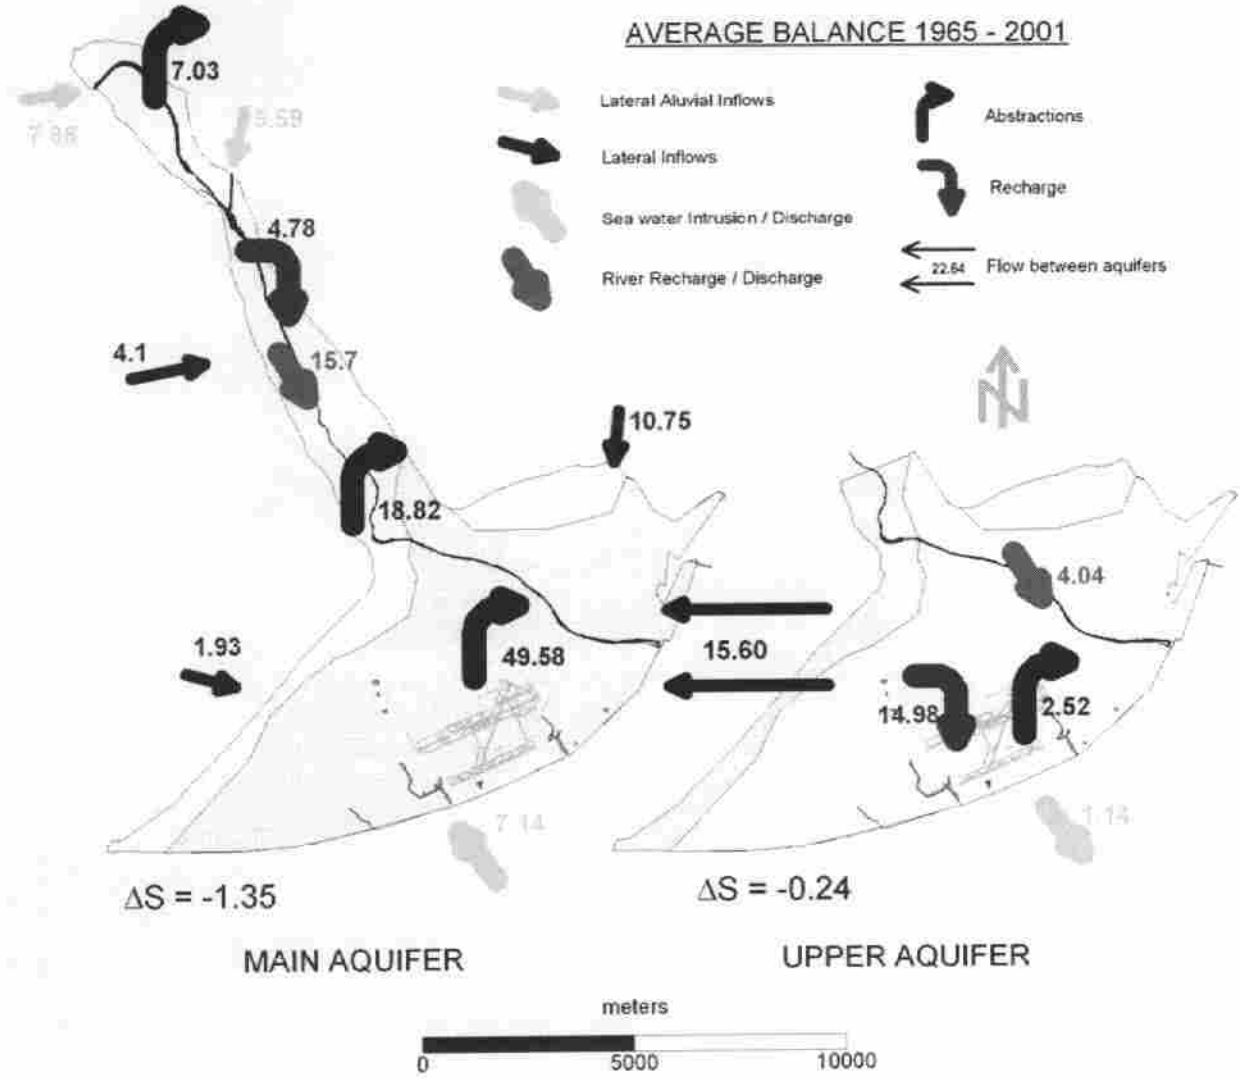 AVERAGE BALANCE 1965 - 2001
7.03
Lateral Aluvial Inflows
Abstractions
Lateral Inflows
Recharge
Sea water Intrusion / Discharge
River Recharge / Discharge
22.64
Flow between aquifers
4.78
4.1
15.7
N
10.75
18.82
4.04
1.93
49.58
15.60
14.98
2.52
7.14
1.14
ΔS = -1.35
ΔS = -0.24
MAIN AQUIFER
UPPER AQUIFER
meters
0
5000
10000